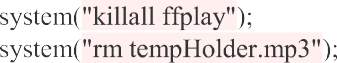 system("killall ffplay");
system("rm tempHolder.mp3");